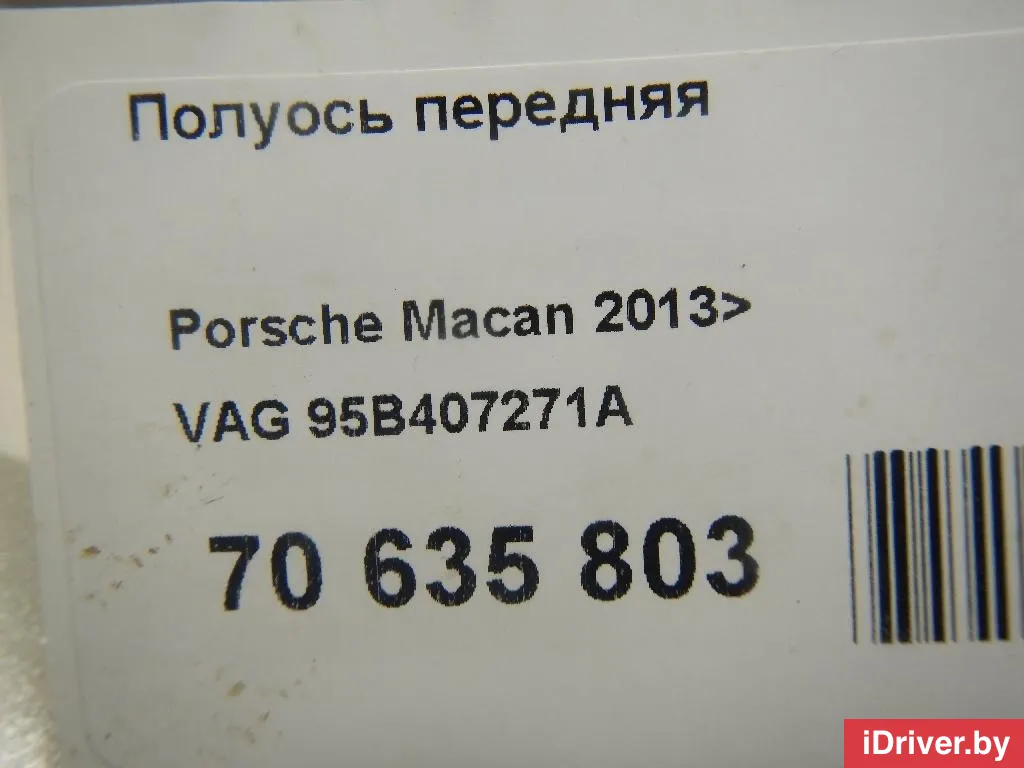 Полуось передняя
Porsche Macan 2013>
VAG 95B407271A
70 635 803
iDriver.by